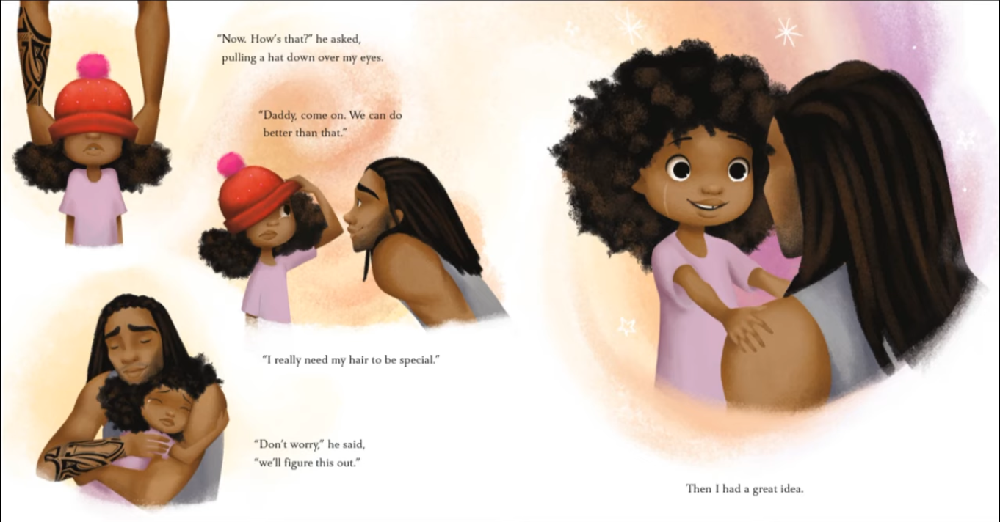 “Now. How’s that?” he asked,
pulling a hat down over my eyes.
“Daddy, come on. We can do
better than that.”
“I really need my hair to be special.”
“Don’t worry,” he said,
“we’ll figure this out.”
Then I had a great idea.